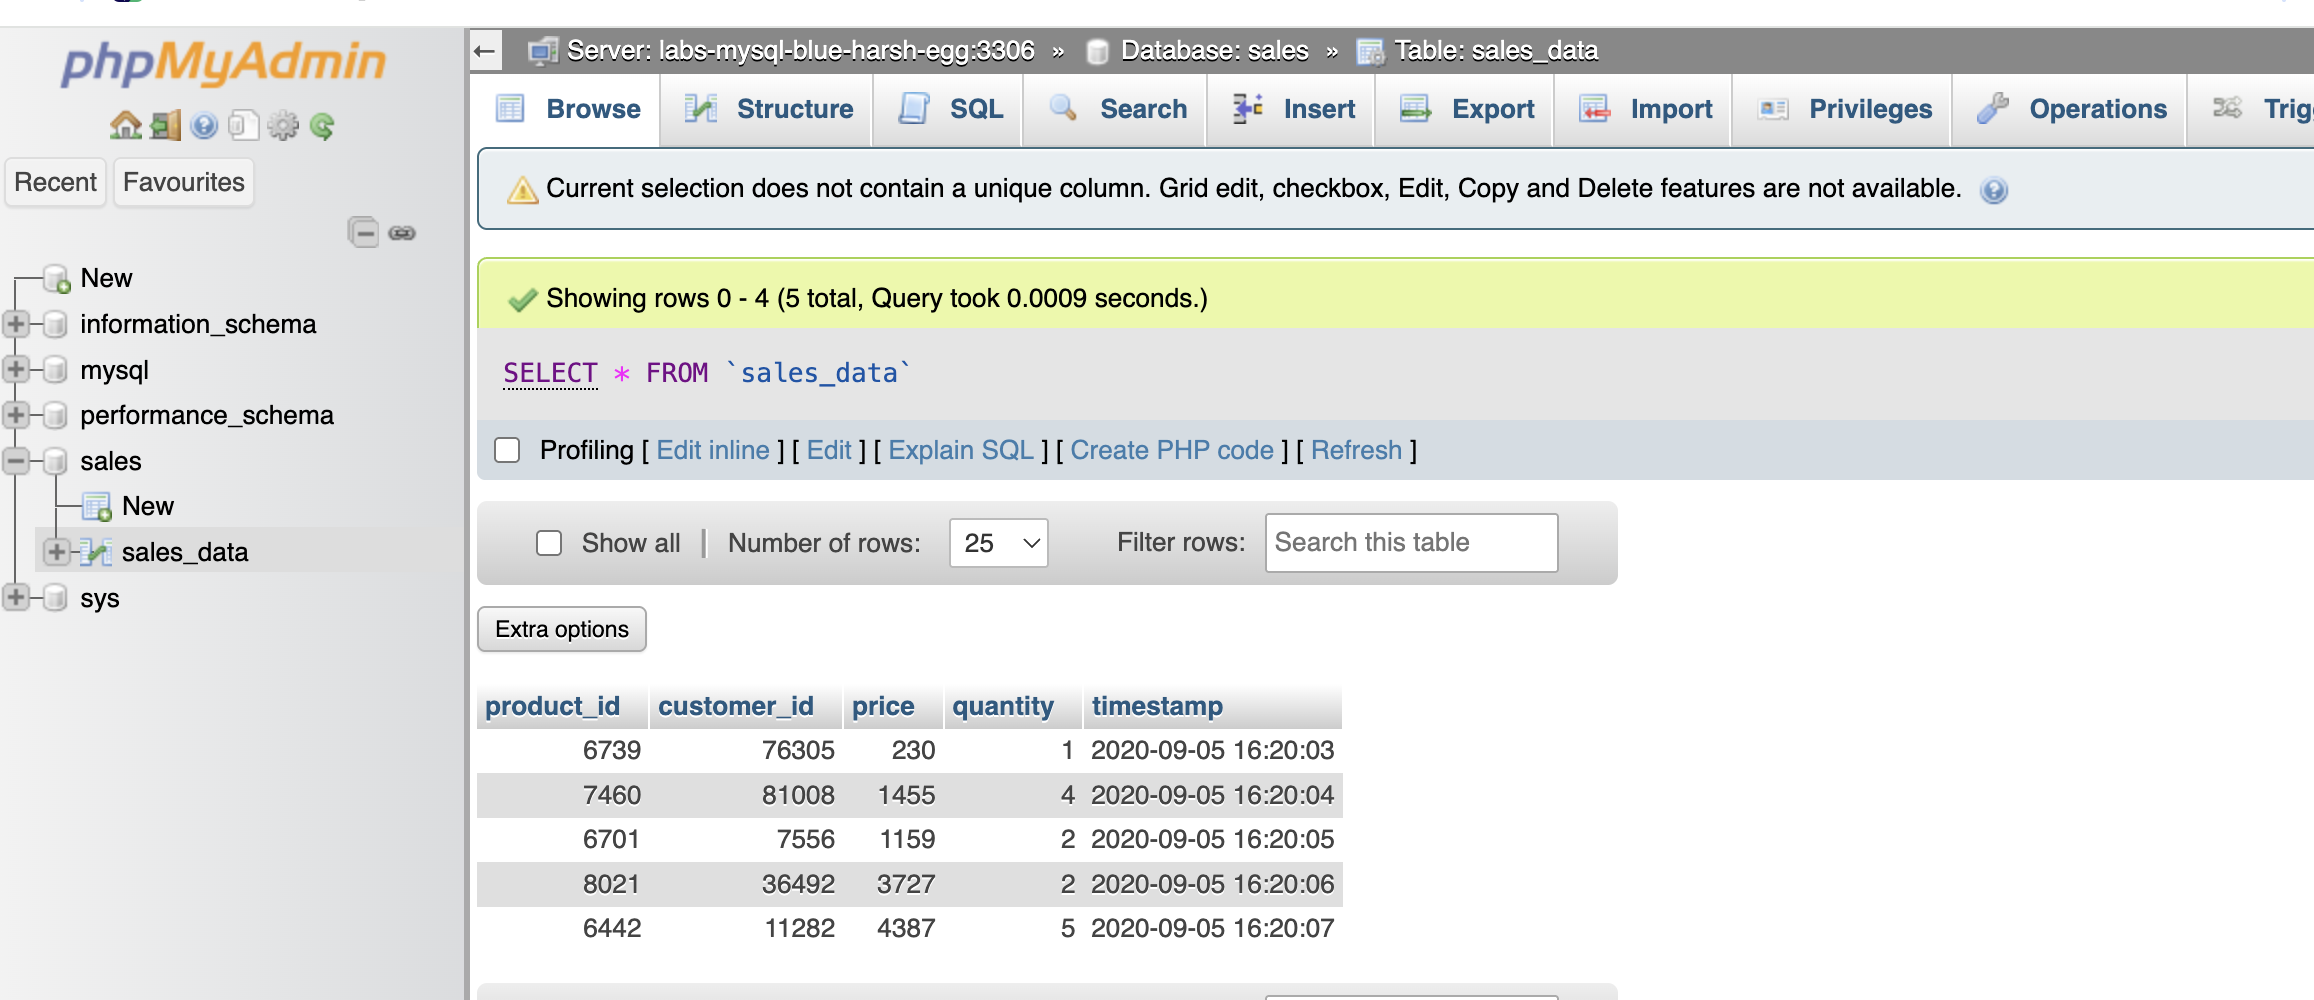 phpMyAdmin
Recent
Favourites
New
information_schema
mysql
performance_schema
sales
New
sales_data
sys
Server: labs-mysql-blue-harsh-egg:3306 » Database: sales » Table: sales_data
Browse
Structure
SQL
Search
Insert
Export
Import
Privileges
Operations
Trig
Current selection does not contain a unique column. Grid edit, checkbox, Edit, Copy and Delete features are not available.
Showing rows 0 - 4 (5 total, Query took 0.0009 seconds.)
SELECT * FROM `sales_data`
Profiling [ Edit inline ] [ Edit ] [ Explain SQL ] [ Create PHP code ] [ Refresh ]
Show all | Number of rows: 25 Filter rows: Search this table
Extra options
product_id customer_id price quantity timestamp
6739 76305 230 1 2020-09-05 16:20:03
7460 81008 1455 4 2020-09-05 16:20:04
6701 7556 1159 2 2020-09-05 16:20:05
8021 36492 3727 2 2020-09-05 16:20:06
6442 11282 4387 5 2020-09-05 16:20:07